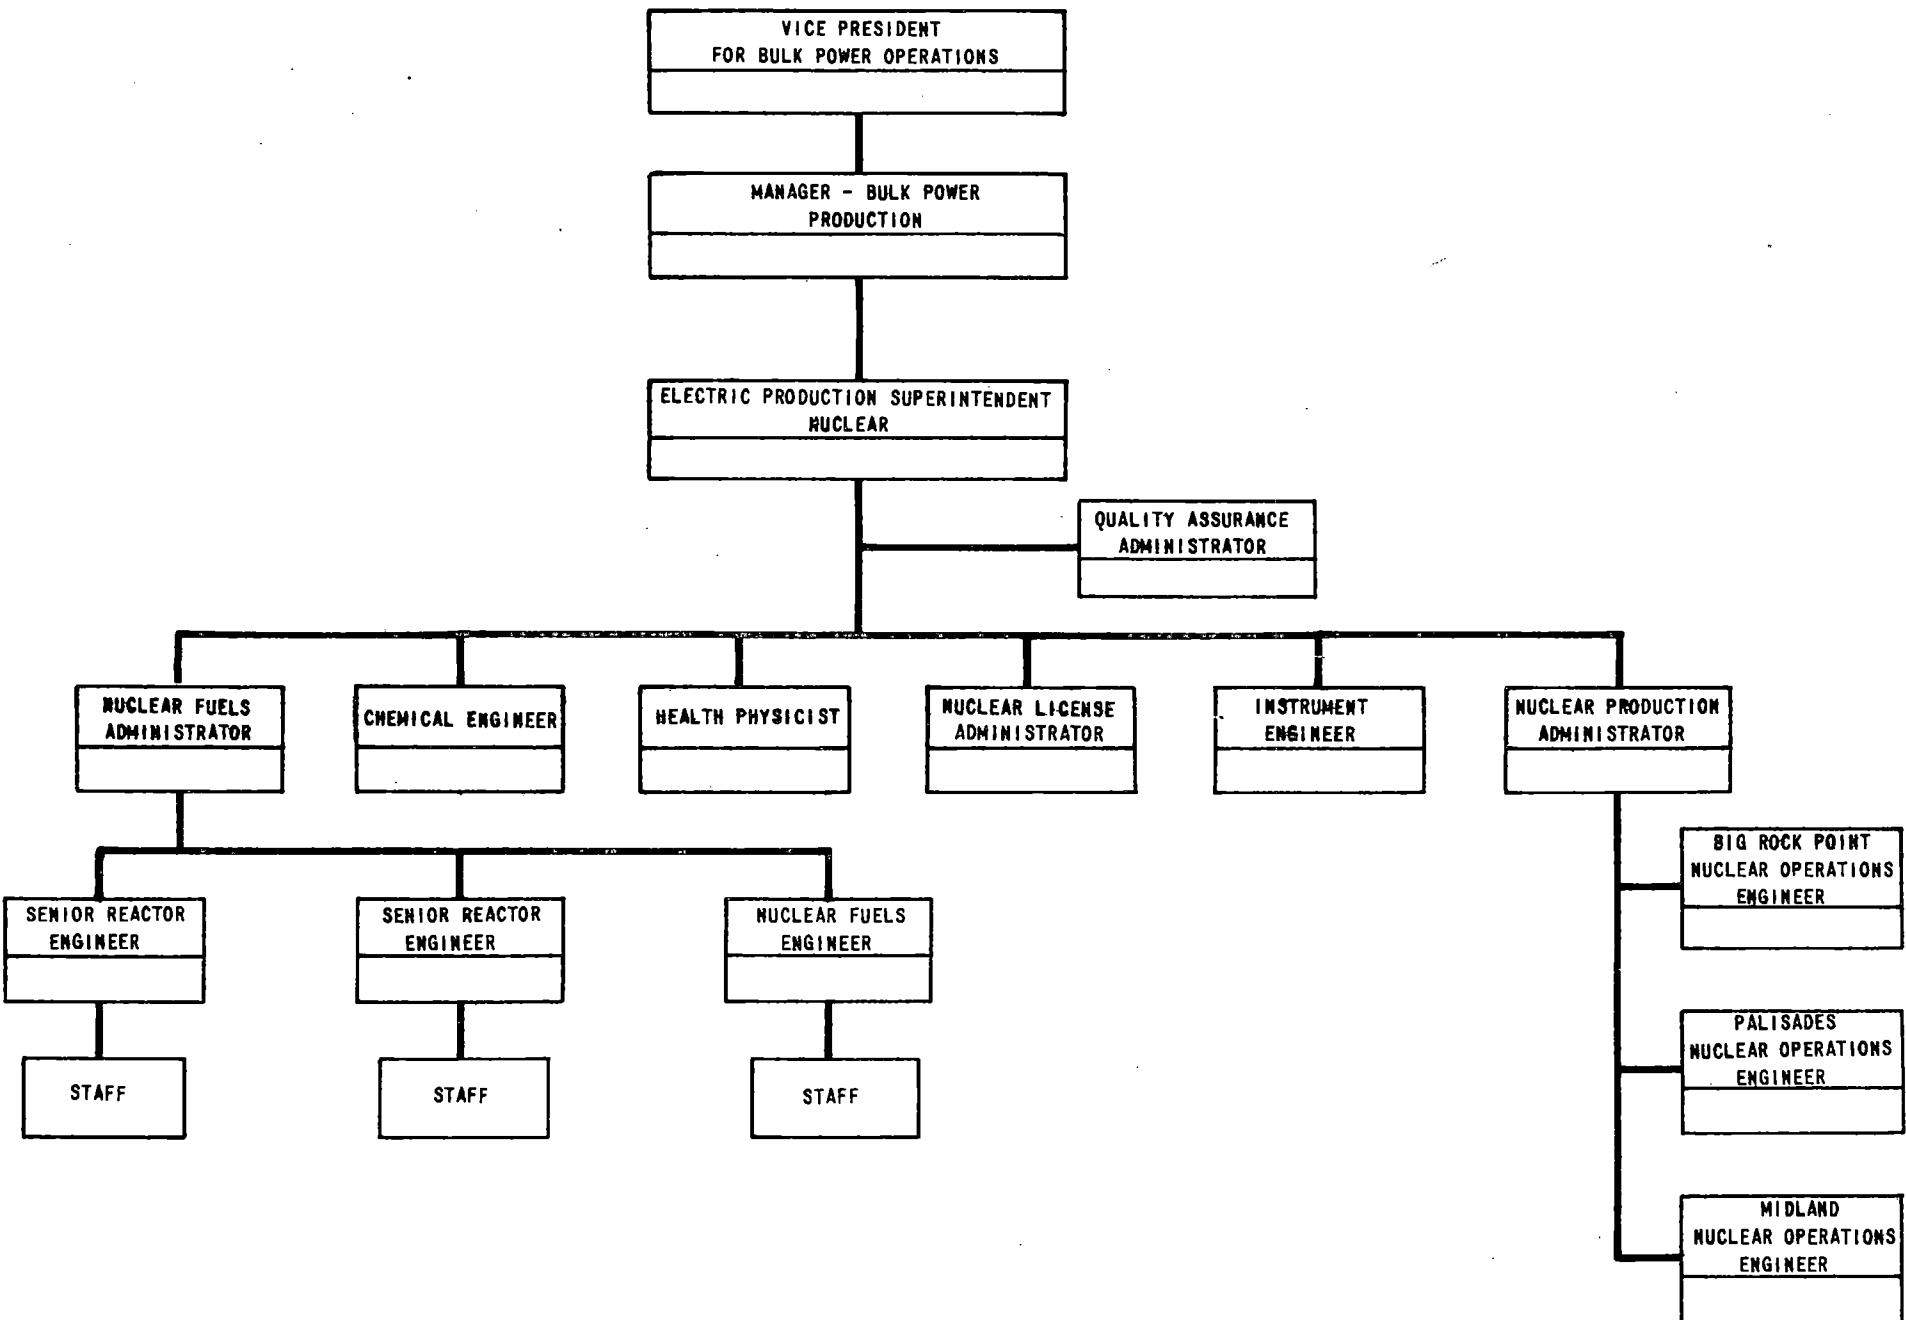 VICE PRESIDENT
FOR BULK POWER OPERATIONS
MANAGER - BULK POWER
PRODUCTION
ELECTRIC PRODUCTION SUPERINTENDENT
NUCLEAR
QUALITY ASSURANCE
ADMINISTRATOR
NUCLEAR FUELS
ADMINISTRATOR
CHEMICAL ENGINEER
HEALTH PHYSICIST
NUCLEAR LICENSE
ADMINISTRATOR
INSTRUMENT
ENGINEER
NUCLEAR PRODUCTION
ADMINISTRATOR
BIG ROCK POINT
NUCLEAR OPERATIONS
ENGINEER
SENIOR REACTOR
ENGINEER
SENIOR REACTOR
ENGINEER
NUCLEAR FUELS
ENGINEER
PALISADES
NUCLEAR OPERATIONS
ENGINEER
STAFF
STAFF
STAFF
MIDLAND
NUCLEAR OPERATIONS
ENGINEER